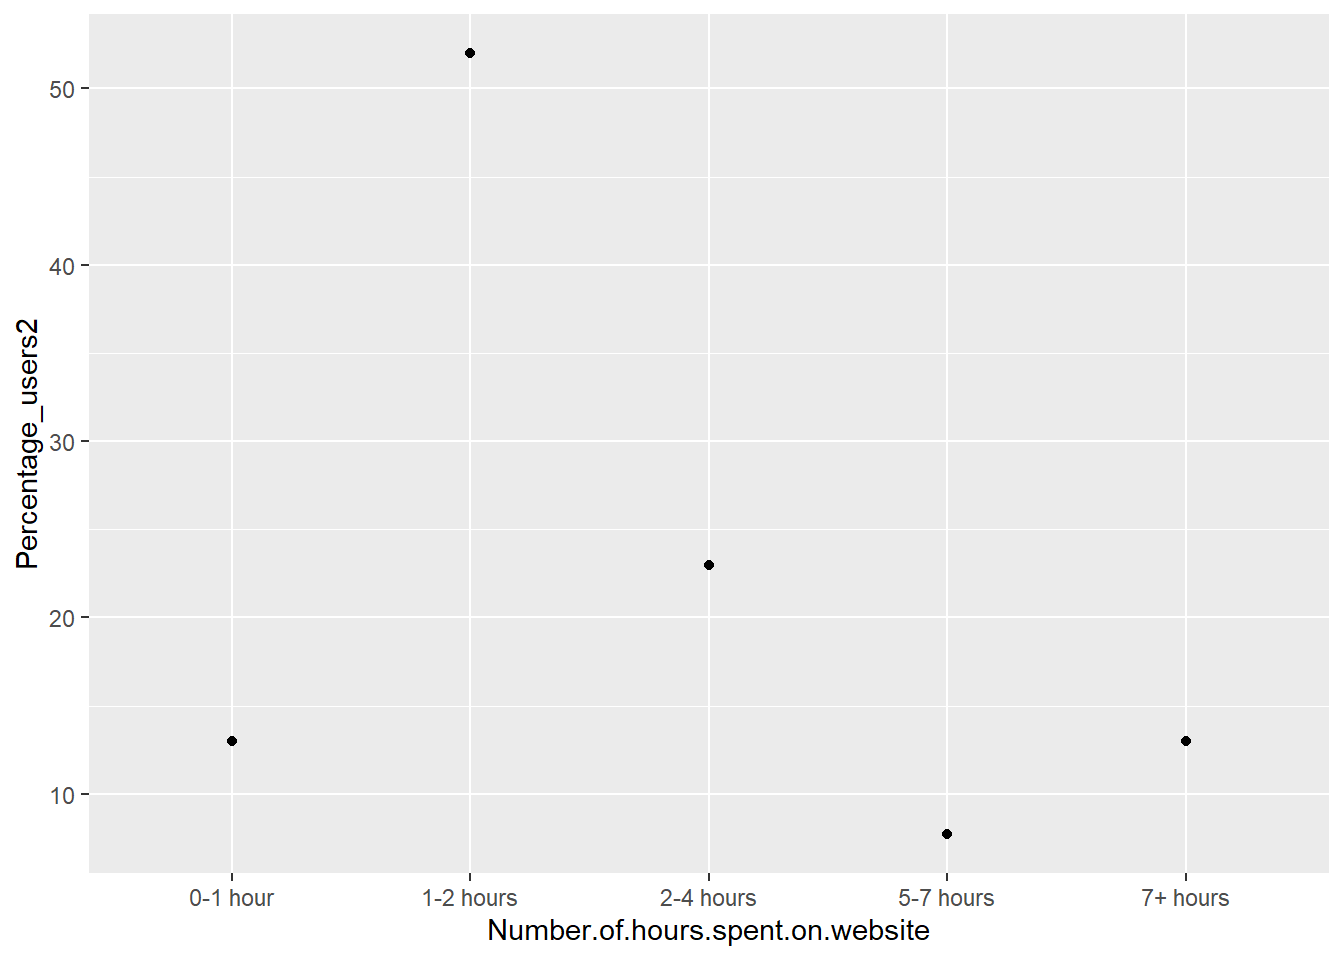 Percentage_users2
50
40
30
20
10
0-1 hour
1-2 hours
2-4 hours
5-7 hours
7+ hours
Number.of.hours.spent.on.website